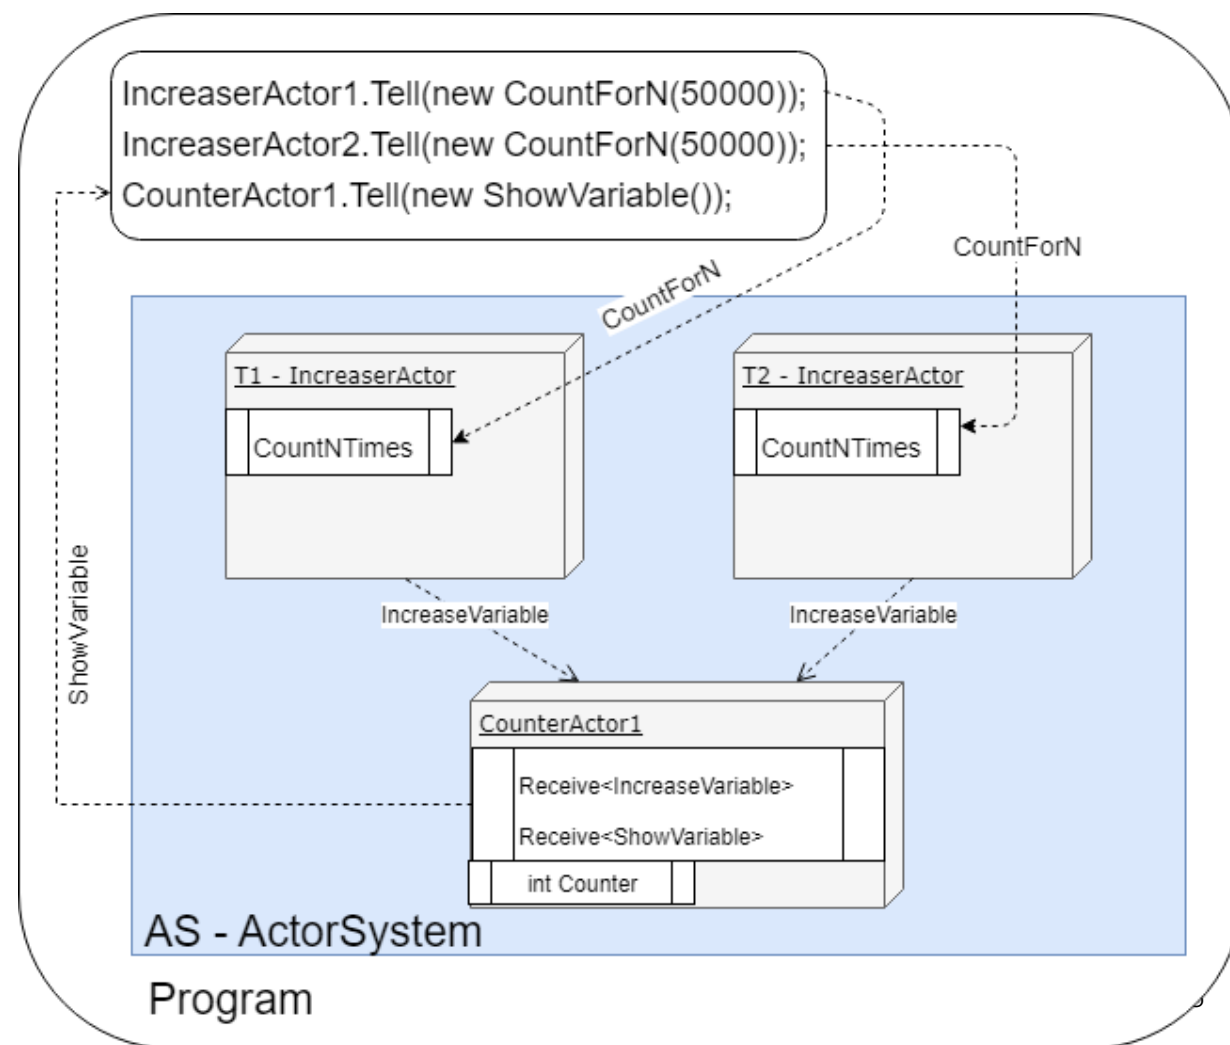 IncreaserActor1.Tell(new CountForN(50000));
IncreaserActor2.Tell(new CountForN(50000));
CounterActor1.Tell(new ShowVariable());
CountForN
CountForN
T1 - IncreaserActor
CountNTimes
T2 - IncreaserActor
CountNTimes
ShowVariable
IncreaseVariable
IncreaseVariable
CounterActor1
Receive<IncreaseVariable>
Receive<ShowVariable>
int Counter
AS - ActorSystem
Program